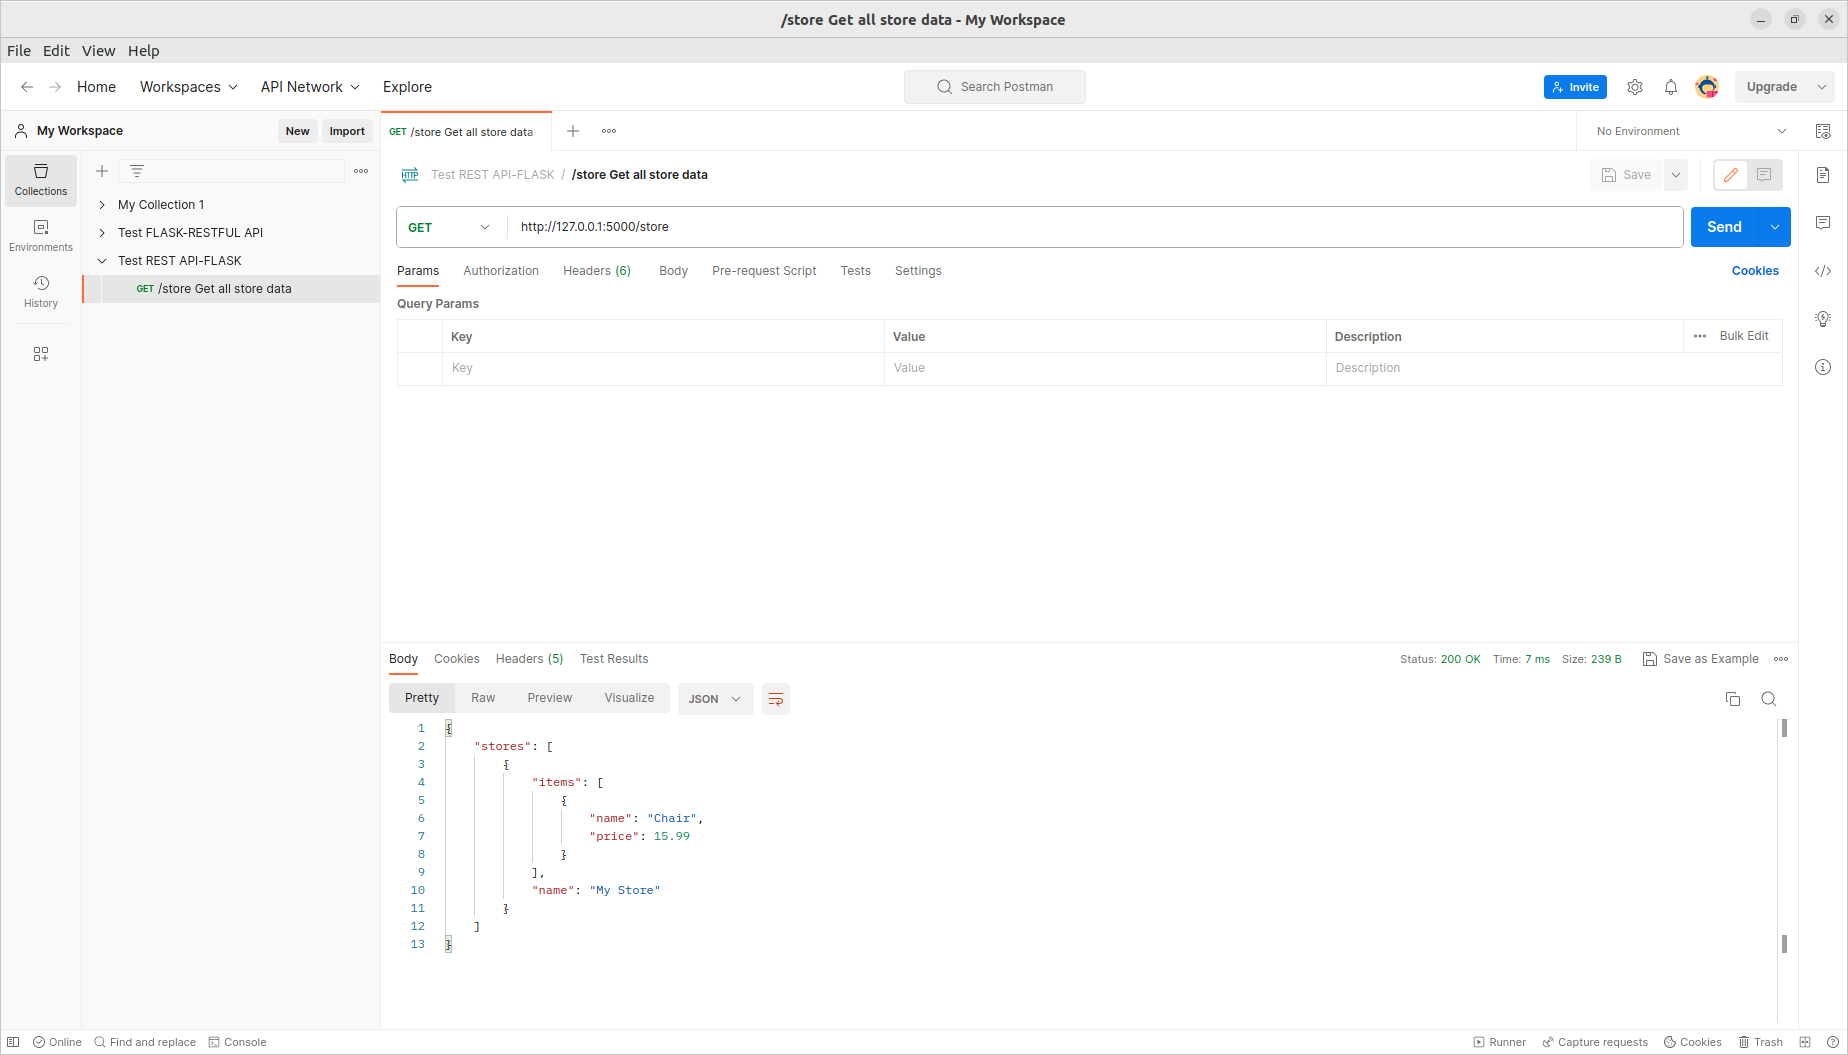 /store Get all store data - My Workspace
File Edit View Help
Home Workspaces API Network Explore
Search Postman
Invite
Upgrade
My Workspace
New Import
GET /store Get all store data
No Environment
Collections
Environments
History
My Collection 1
Test FLASK-RESTFUL API
Test REST API-FLASK
GET /store Get all store data
HTTP Test REST API-FLASK / /store Get all store data
Save
GET http://127.0.0.1:5000/store
Send
Params Authorization Headers (6) Body Pre-request Script Tests Settings
Cookies
Query Params
Key Value Description Bulk Edit
Key Value Description
Body Cookies Headers (5) Test Results
Status: 200 OK Time: 7 ms Size: 239 B Save as Example
Pretty Raw Preview Visualize JSON
1 {
2 "stores": [
3 {
4 "items": [
5 {
6 "name": "Chair",
7 "price": 15.99
8 }
9 ],
10 "name": "My Store"
11 }
12 ]
13 }
Online Find and replace Console
Runner Capture requests Cookies Trash